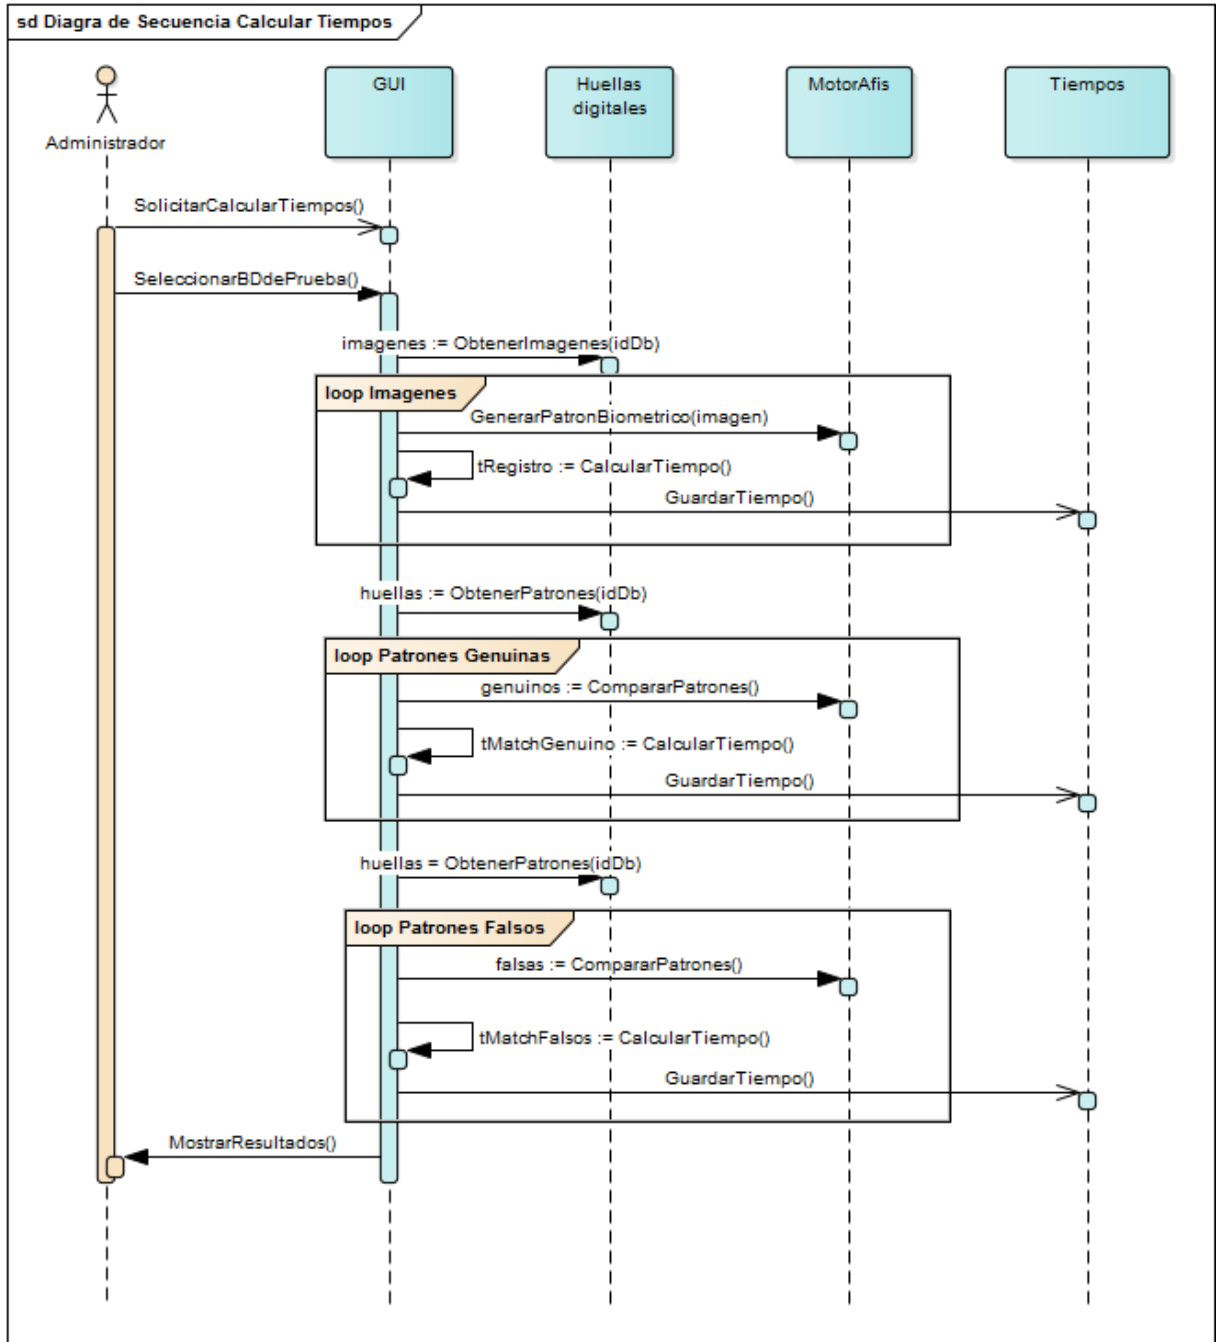 sd Diagra de Secuencia Calcular Tiempos
Administrador
GUI
Huellas
digitales
MotorAfis
Tiempos
SolicitarCalcularTiempos()
SeleccionarBDdePrueba()
imagenes := ObtenerImagenes(idDb)
loop Imagenes
GenerarPatronBiometrico(imagen)
tRegistro := CalcularTiempo()
GuardarTiempo()
huellas := ObtenerPatrones(idDb)
loop Patrones Genuinas
genuinos := CompararPatrones()
tMatchGenuino := CalcularTiempo()
GuardarTiempo()
huellas = ObtenerPatrones(idDb)
loop Patrones Falsos
falsas := CompararPatrones()
tMatchFalsos := CalcularTiempo()
GuardarTiempo()
MostrarResultados()